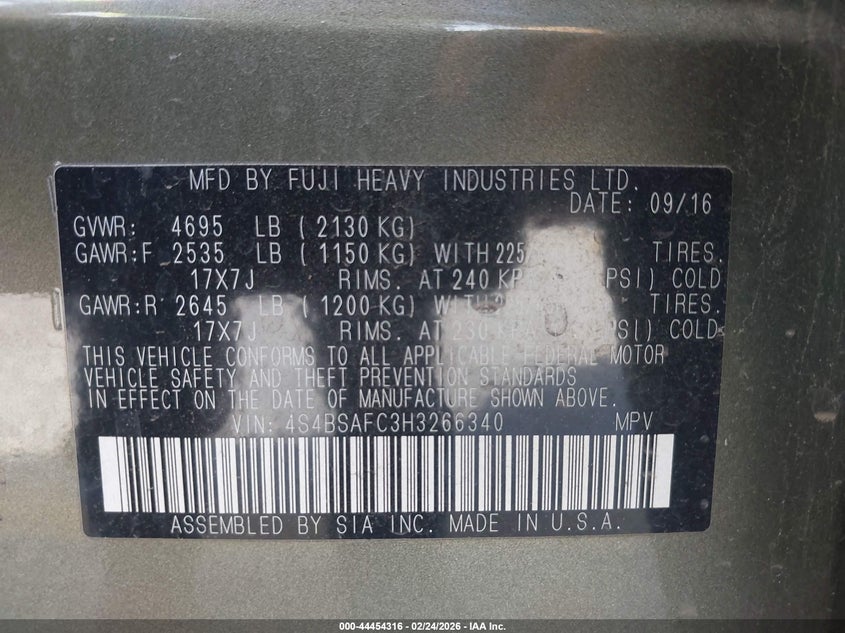 MFD BY FUJI HEAVY INDUSTRIES LTD.
DATE: 09/16
GVWR: 4695 LB ( 2130 KG)
GAWR:F 2535 LB ( 1150 KG) WITH 225 TIRES.
17X7J RIMS. AT 240 PSI) COLD
GAWR:R 2645 LB ( 1200 KG) WITH TIRES.
17X7J RIMS. AT 230 PSI) COLD
THIS VEHICLE CONFORMS TO ALL APPLICABLE FEDERAL MOTOR
VEHICLE SAFETY AND THEFT PREVENTION STANDARDS
IN EFFECT ON THE DATE OF MANUFACTURE SHOWN ABOVE.
VIN: 4S4BSAFC3H3266340 MPV
ASSEMBLED BY SIA INC. MADE IN U.S.A.
000-44454316 - 02/24/2026 - IAA Inc.